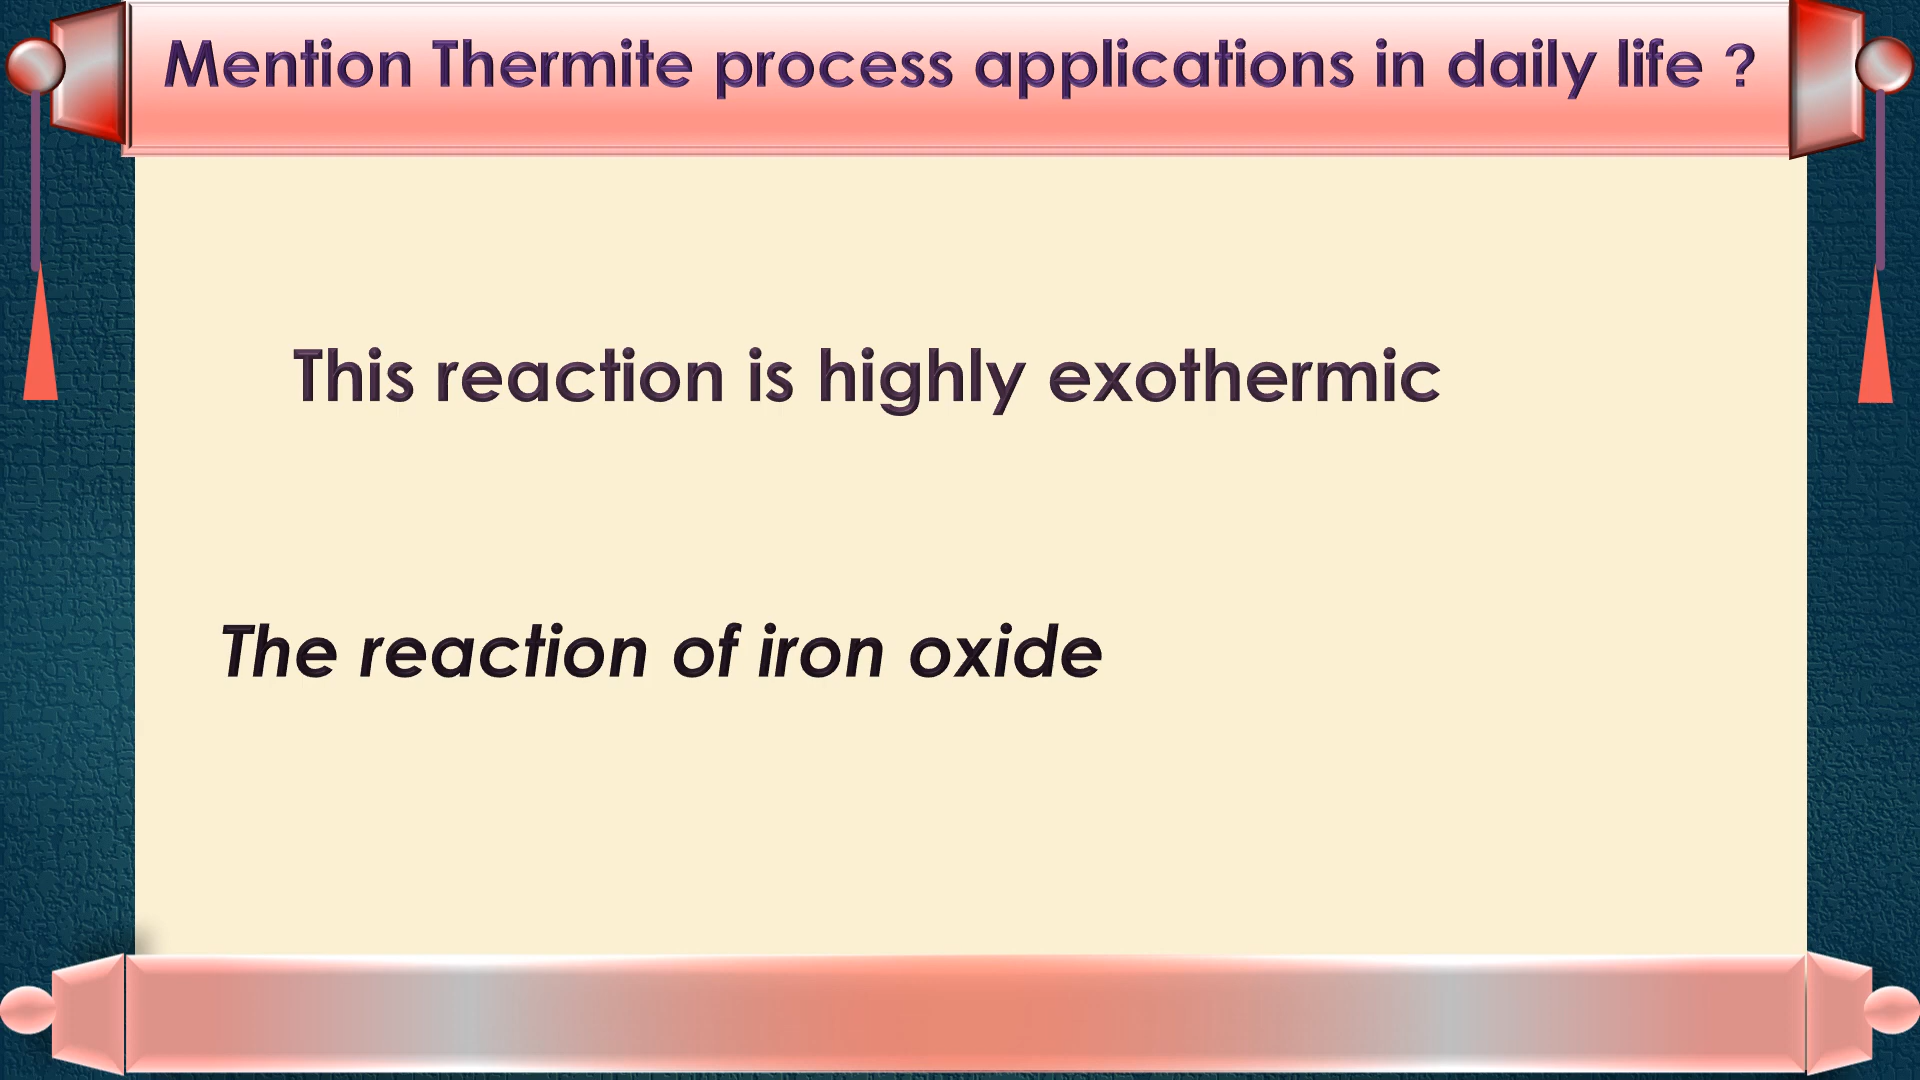 Mention Thermite process applications in daily life ?
This reaction is highly exothermic
The reaction of iron oxide